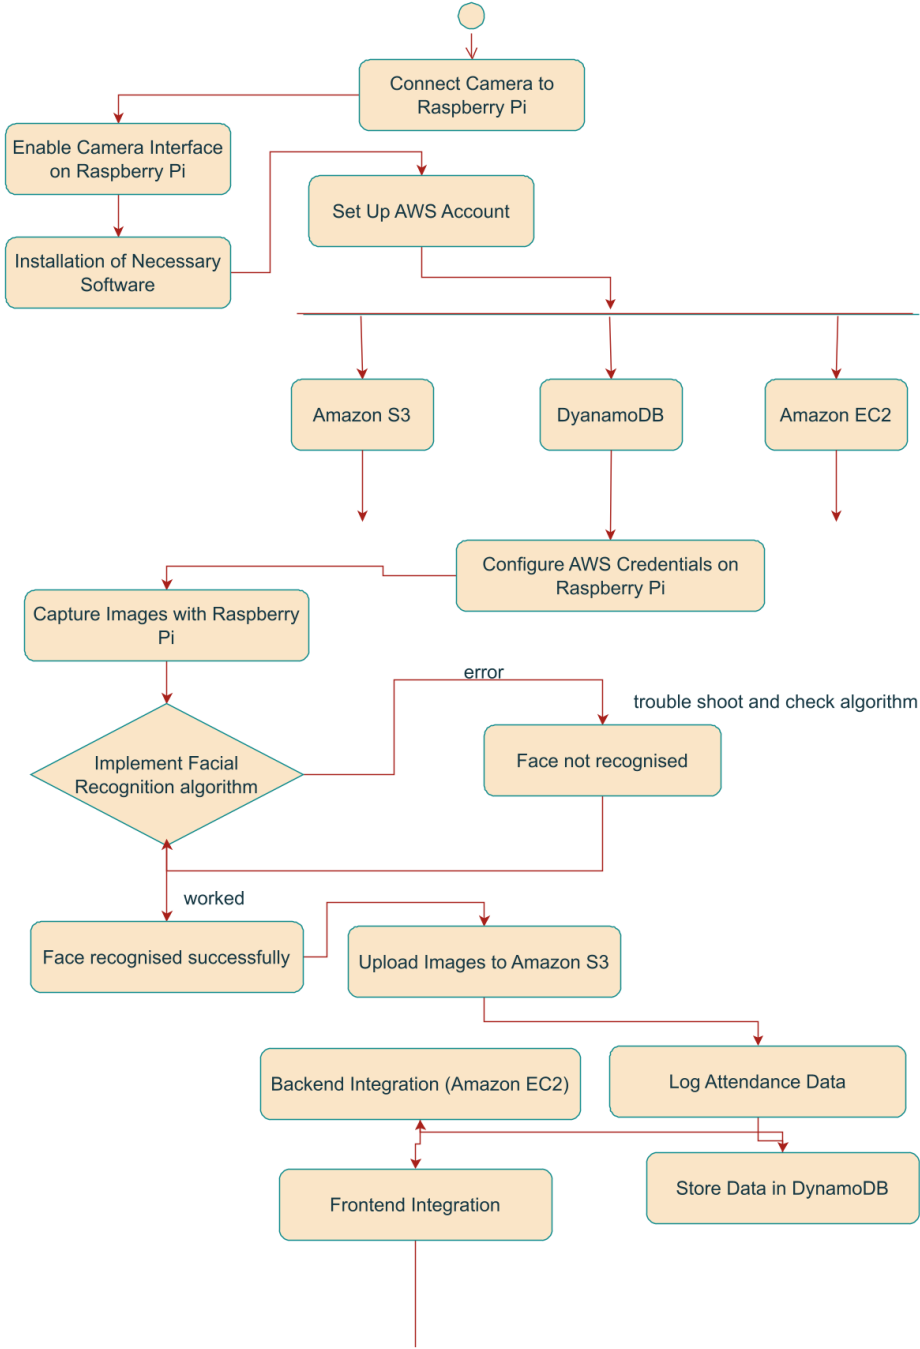 Connect Camera to
Raspberry Pi
Enable Camera Interface
on Raspberry Pi
Set Up AWS Account
Installation of Necessary
Software
Amazon S3
DyanamoDB
Amazon EC2
Configure AWS Credentials on
Raspberry Pi
Capture Images with Raspberry
Pi
error
trouble shoot and check algorithm
Implement Facial
Recognition algorithm
Face not recognised
worked
Face recognised successfully
Upload Images to Amazon S3
Backend Integration (Amazon EC2)
Log Attendance Data
Store Data in DynamoDB
Frontend Integration